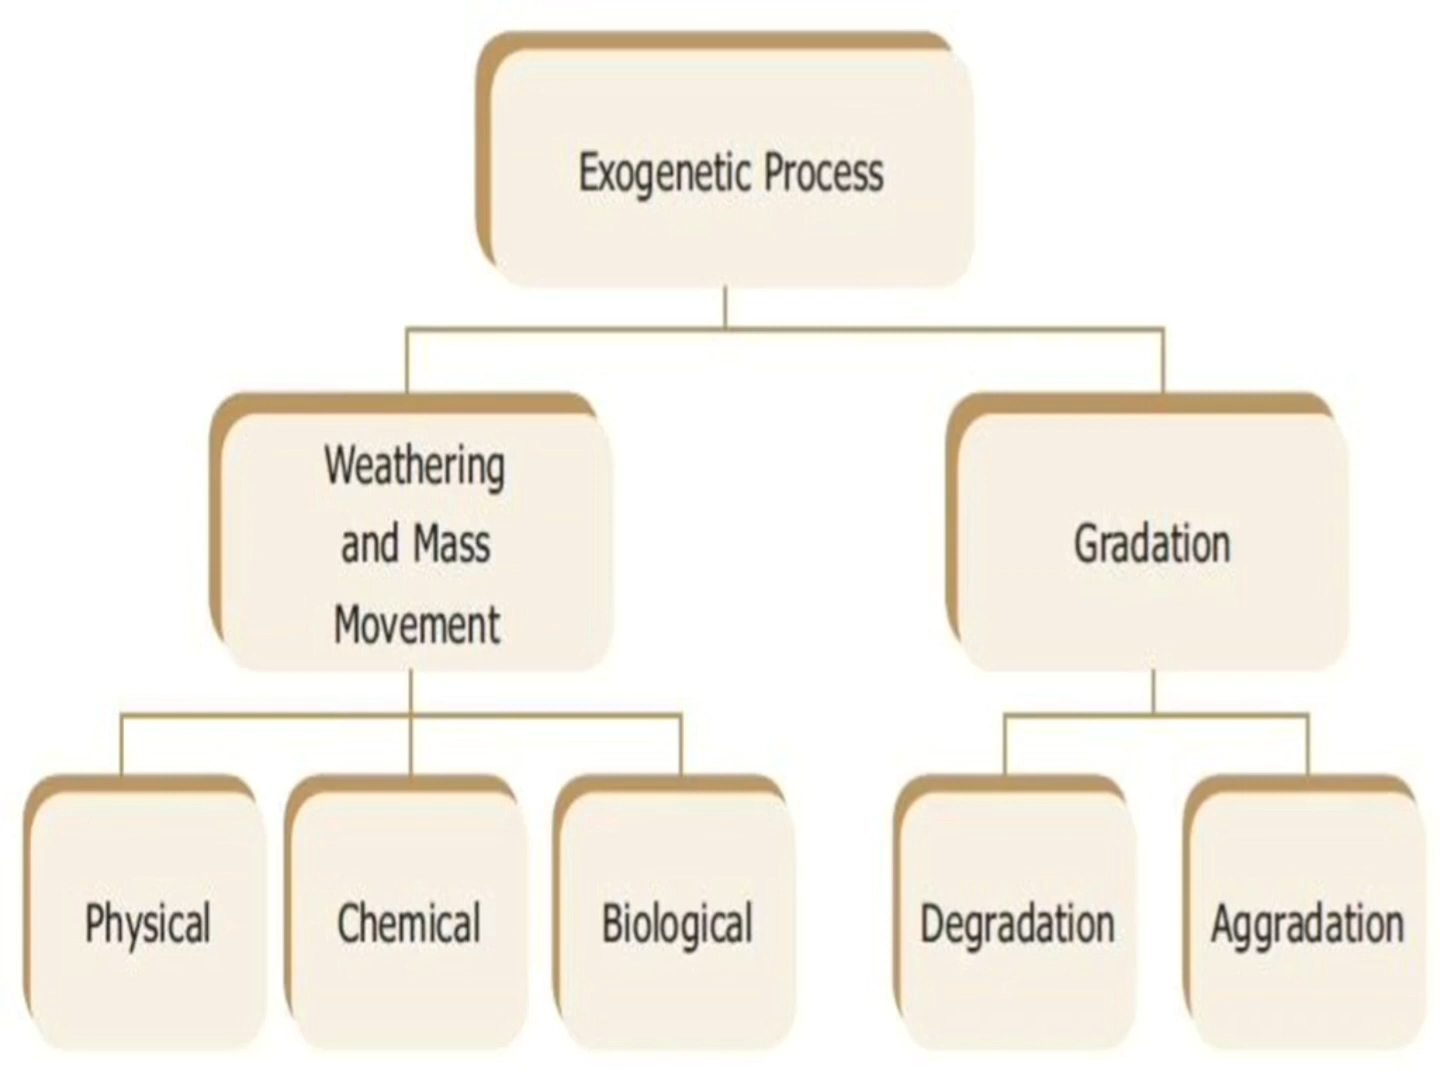 Exogenetic Process
Weathering
and Mass
Movement
Gradation
Physical
Chemical
Biological
Degradation
Aggradation